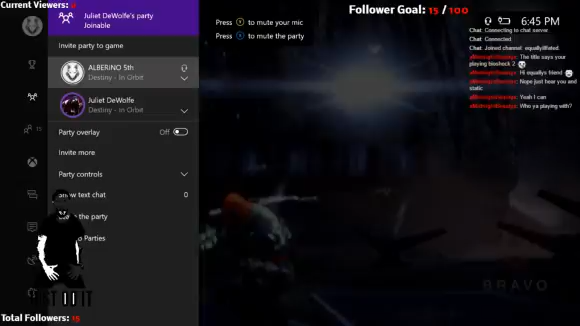 Current Viewers: 0
Juliet DeWolfe's party
Joinable
Invite party to game
ALBERINO 5th
Destiny - In Orbit
Juliet DeWolfe
Destiny - In Orbit
Party overlay
Off
Invite more
Party controls
Show text chat
0
the party
Parties
IT
Total Followers: 15
Press Y to mute your mic
Press X to mute the party
Follower Goal: 15 / 100
6:45 PM
Chat: Connecting to chat server.
Chat: Connected
Chat: Joined channel
The title says your
playing bioshock 2
Hi equallys friend
Nope just hear you and
static
Yeah I can
Who ya playing with?
BRAVO